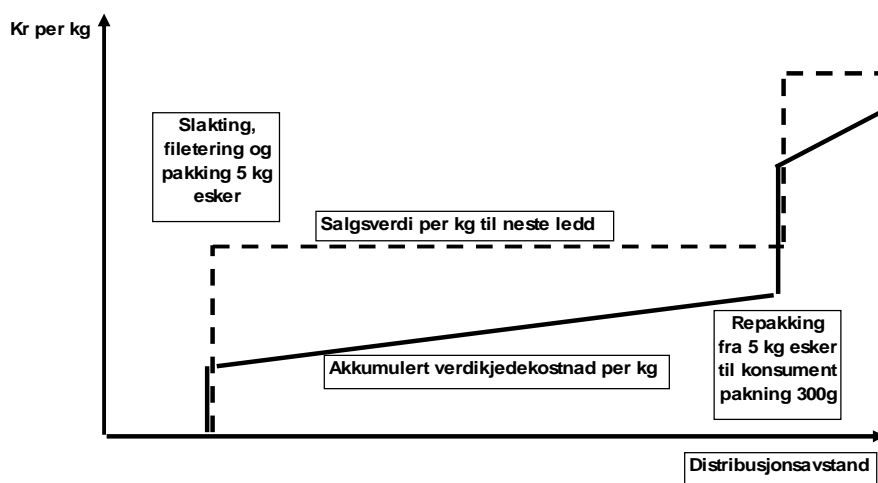 Kr per kg
Slakting,
filetering og
pakking 5 kg
esker
Salgsverdi per kg til neste ledd
Akkumulert verdikjedekostnad per kg
Repakking
fra 5 kg esker
til konsument
pakning 300g
Distribusjonsavstand